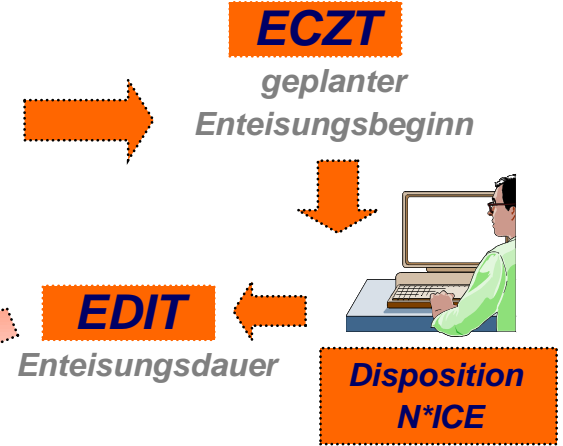 ECZT
geplanter
Enteisungsbeginn
EDIT
Enteisungsdauer
Disposition
N*ICE